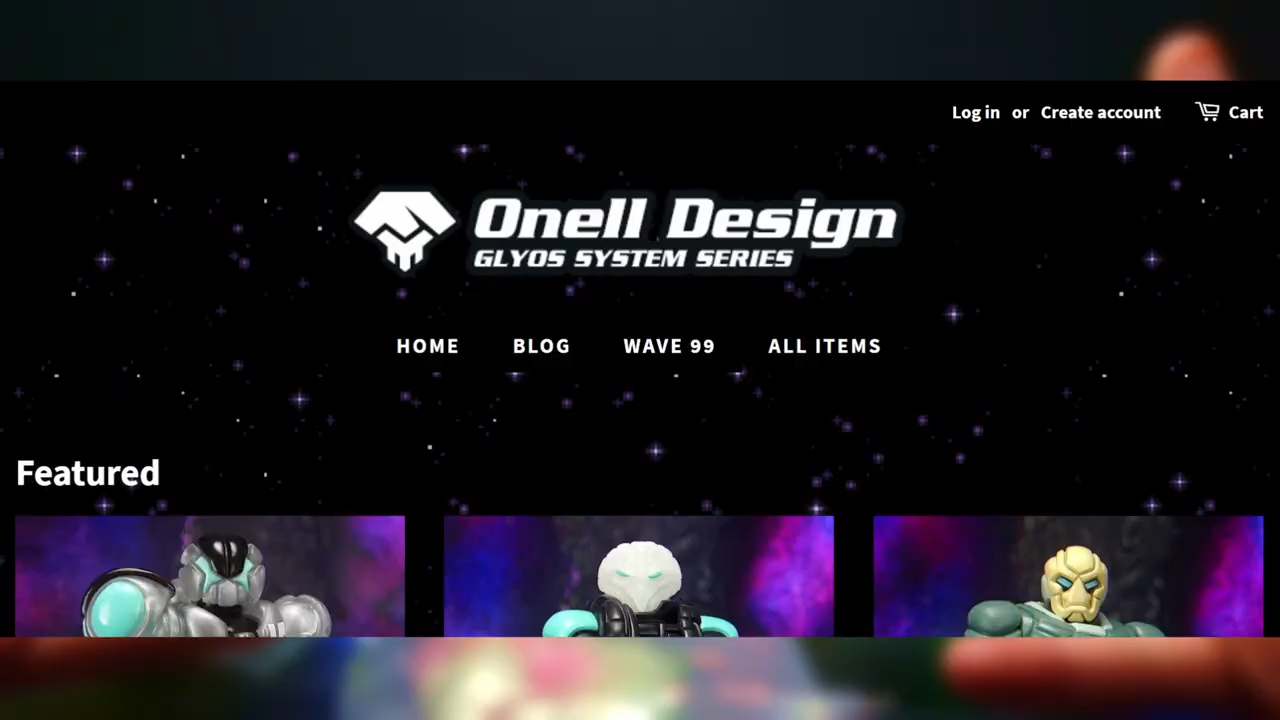 Log in or Create account Cart
Onell Design
GLYOS SYSTEM SERIES
HOME BLOG WAVE 99 ALL ITEMS
Featured